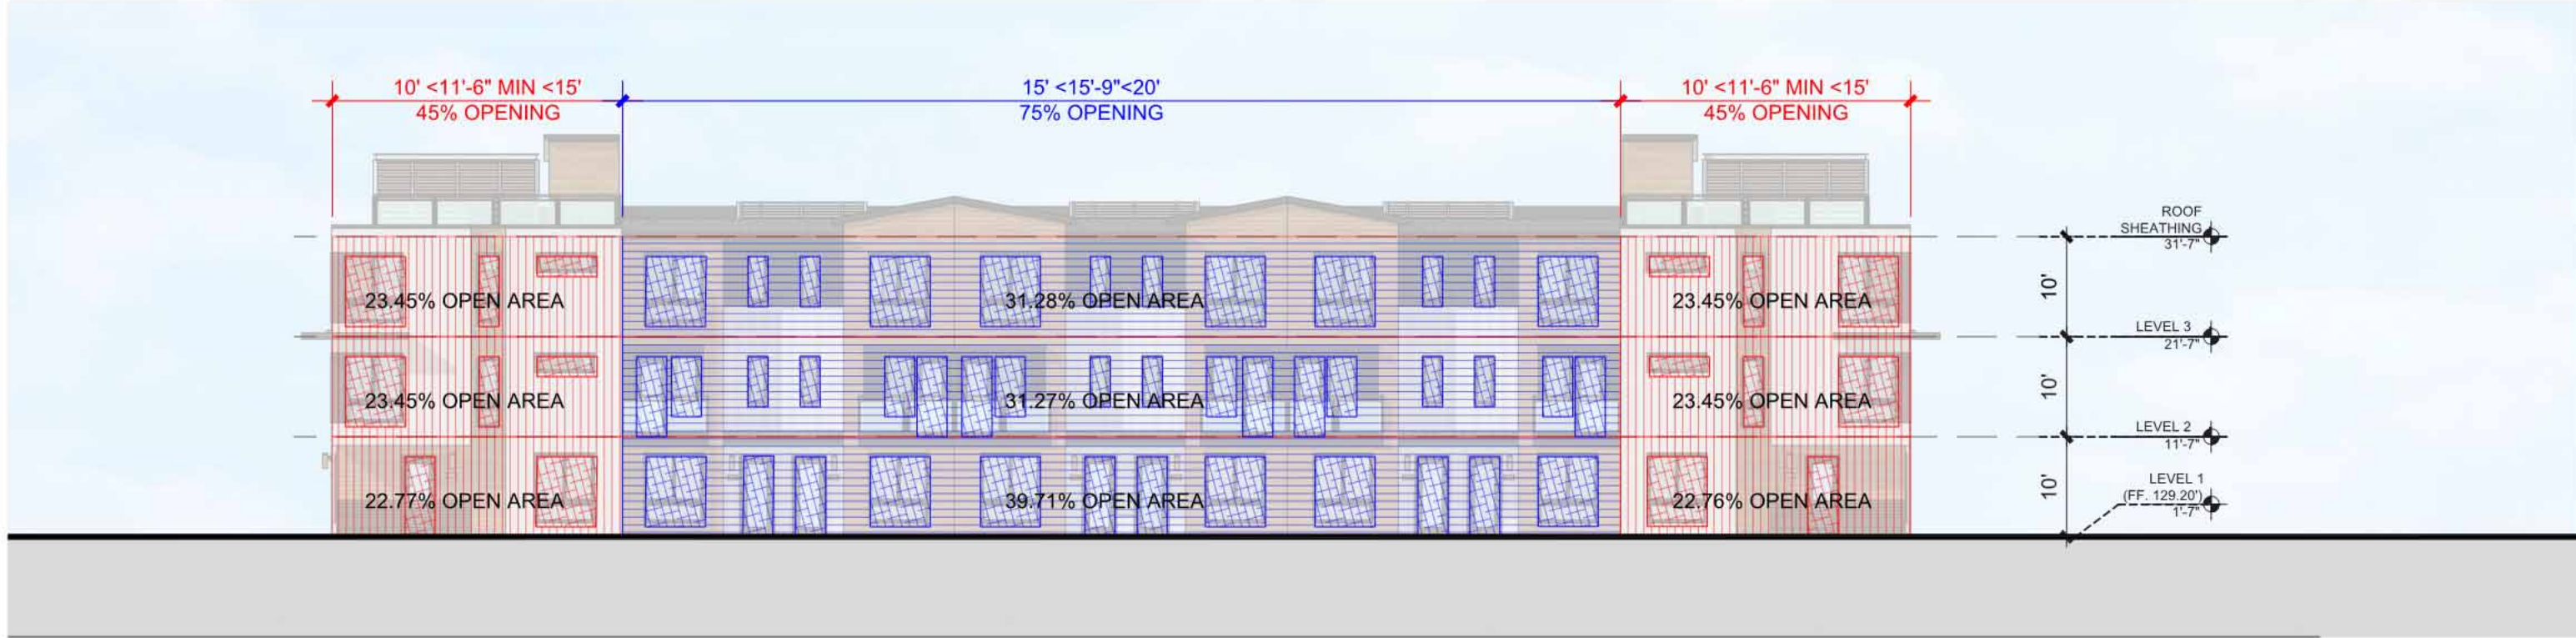 10' <11'-6" MIN <15'
45% OPENING
15' <15'-9"<20'
75% OPENING
10' <11'-6" MIN <15'
45% OPENING
ROOF
SHEATHING
31'-7"
10'
23.45% OPEN AREA
31.28% OPEN AREA
23.45% OPEN AREA
LEVEL 3
21'-7"
10'
23.45% OPEN AREA
31.27% OPEN AREA
23.45% OPEN AREA
LEVEL 2
11'-7"
10'
22.77% OPEN AREA
39.71% OPEN AREA
22.76% OPEN AREA
LEVEL 1
(FF. 129.20')
1'-7"